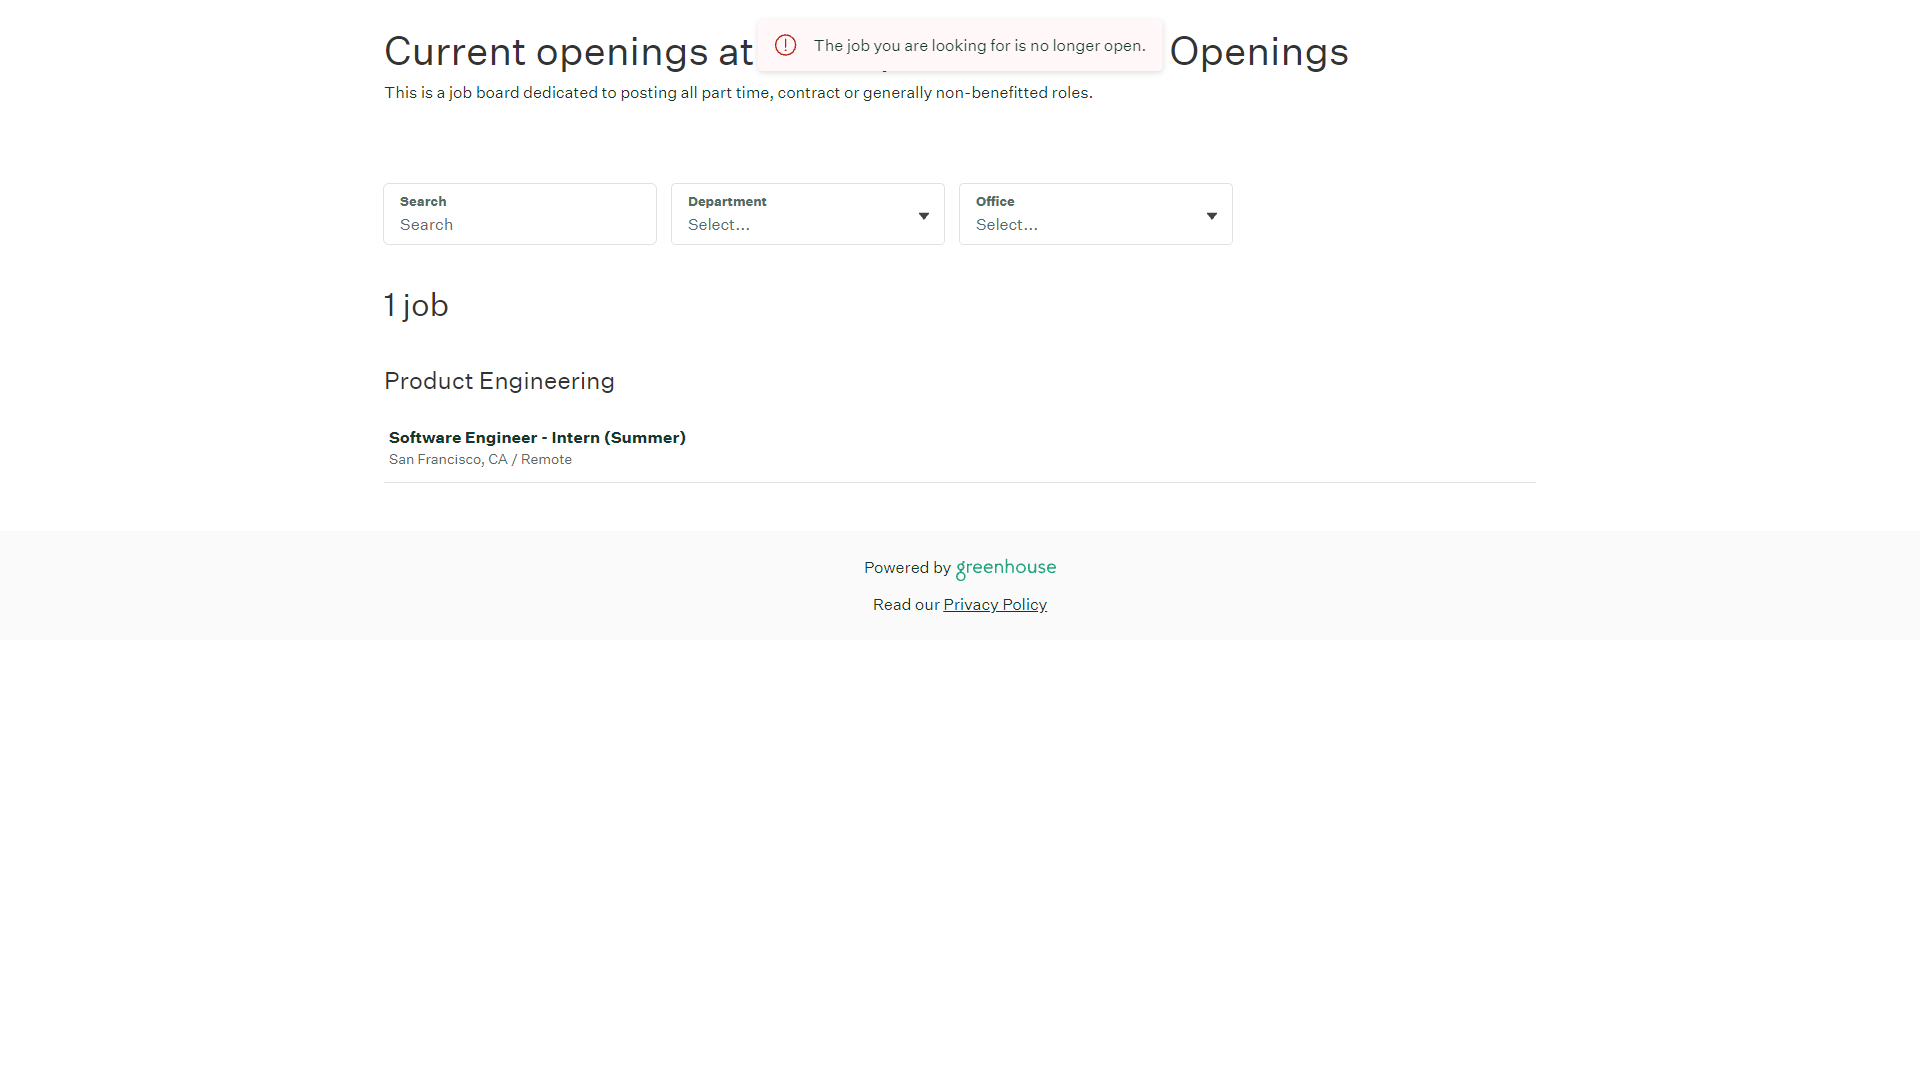 Current openings at Openings
The job you are looking for is no longer open.
This is a job board dedicated to posting all part time, contract or generally non-benefitted roles.
Search
Search
Department
Select...
Office
Select...
1 job
Product Engineering
Software Engineer - Intern (Summer)
San Francisco, CA / Remote
Powered by greenhouse
Read our Privacy Policy